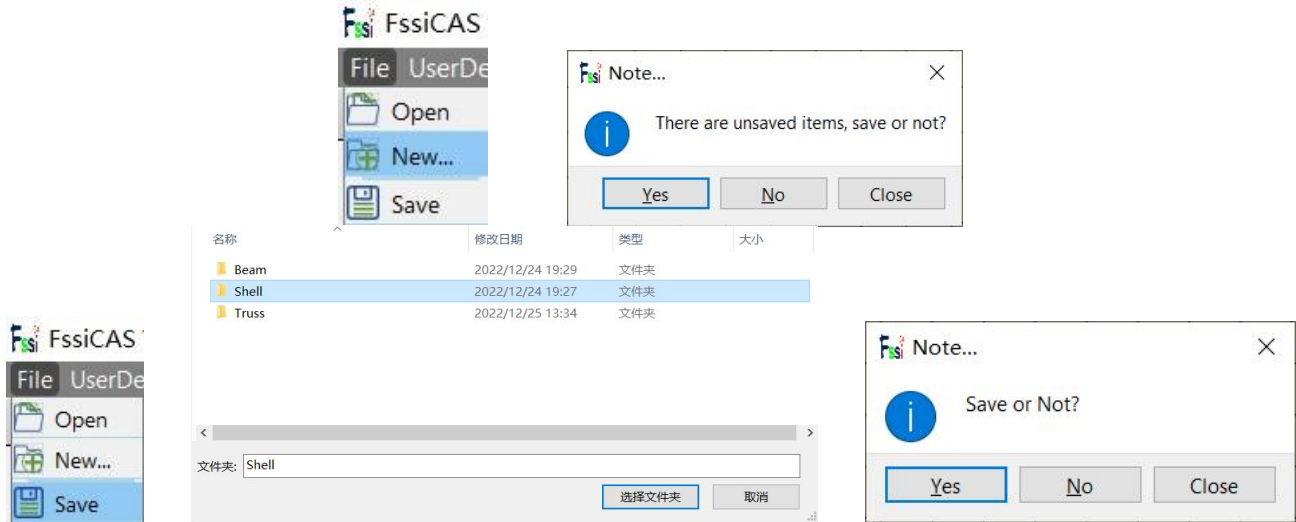 Fssi FssiCAS
File UserDe
Open
New...
Save
Fssi Note...
There are unsaved items, save or not?
Yes No Close
名称 修改日期 类型 大小
Beam 2022/12/24 19:29 文件夹
Shell 2022/12/24 19:27 文件夹
Truss 2022/12/25 13:34 文件夹
文件夹: Shell
选择文件夹 取消
Fssi FssiCAS
File UserDe
Open
New...
Save
Fssi Note...
Save or Not?
Yes No Close